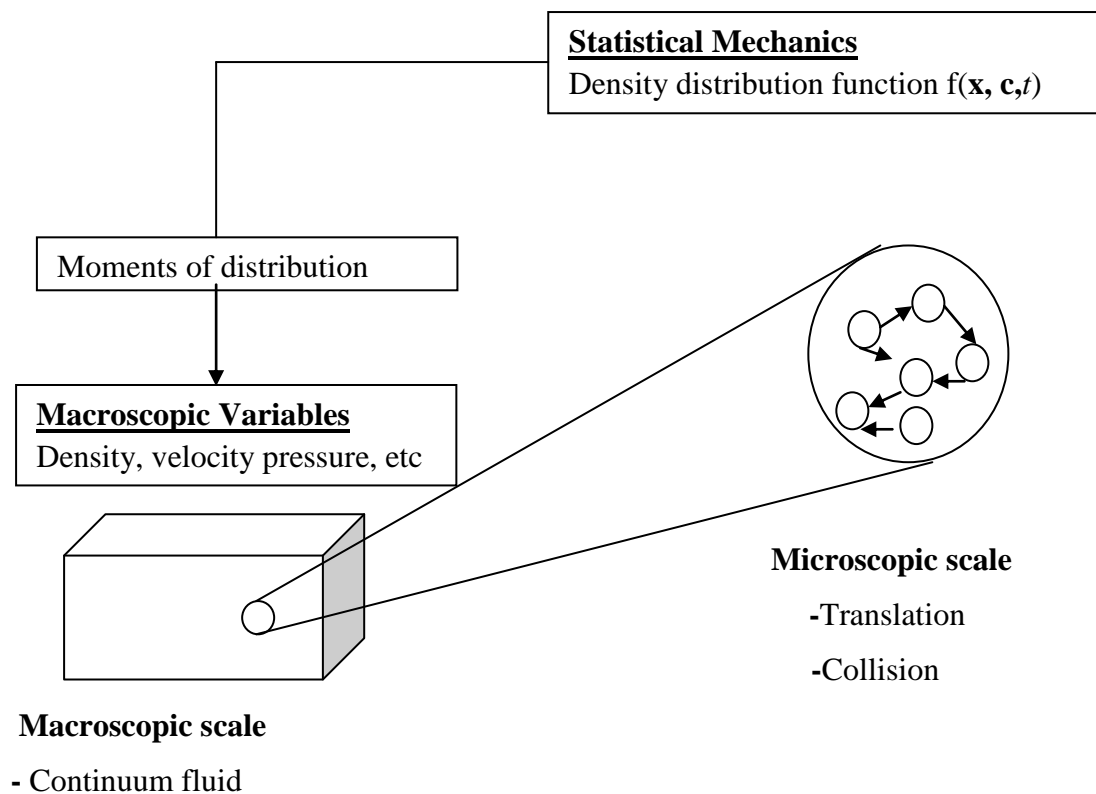 Statistical Mechanics
Density distribution function f(x, c,t)
Moments of distribution
Macroscopic Variables
Density, velocity pressure, etc
Microscopic scale
-Translation
-Collision
Macroscopic scale
- Continuum fluid